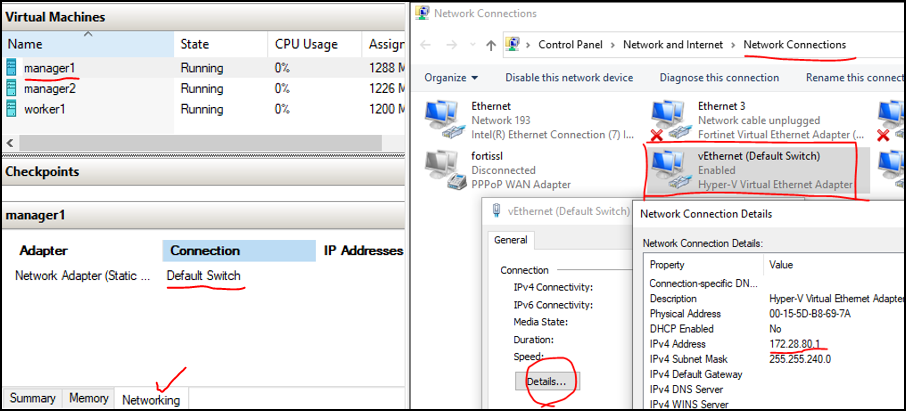 Virtual Machines
Name State CPU Usage Assign
manager1 Running 0% 1288 M
manager2 Running 0% 1226 M
worker1 Running 0% 1200 M
Checkpoints
manager1
Adapter Connection IP Addresses
Network Adapter (Static ... Default Switch
Summary Memory Networking
Network Connections
Control Panel > Network and Internet > Network Connections
Organize Disable this network device Diagnose this connection Rename this connec
Ethernet
Network 193
Intel(R) Ethernet Connection (7) I...
Ethernet 3
Network cable unplugged
Fortinet Virtual Ethernet Adapter (...
fortissl
Disconnected
PPPoP WAN Adapter
vEthernet (Default Switch)
Enabled
Hyper-V Virtual Ethernet Adapter
vEthernet (Default Switch)
General
Connection
IPv4 Connectivity:
IPv6 Connectivity:
Media State:
Duration:
Speed:
Details...
Network Connection Details
Network Connection Details:
Property Value
Connection-specific DN...
Description Hyper-V Virtual Ethernet Adapter
Physical Address 00-15-5D-B8-69-7A
DHCP Enabled No
IPv4 Address 172.28.80.1
IPv4 Subnet Mask 255.255.240.0
IPv4 Default Gateway
IPv4 DNS Server
IPv4 WINS Server